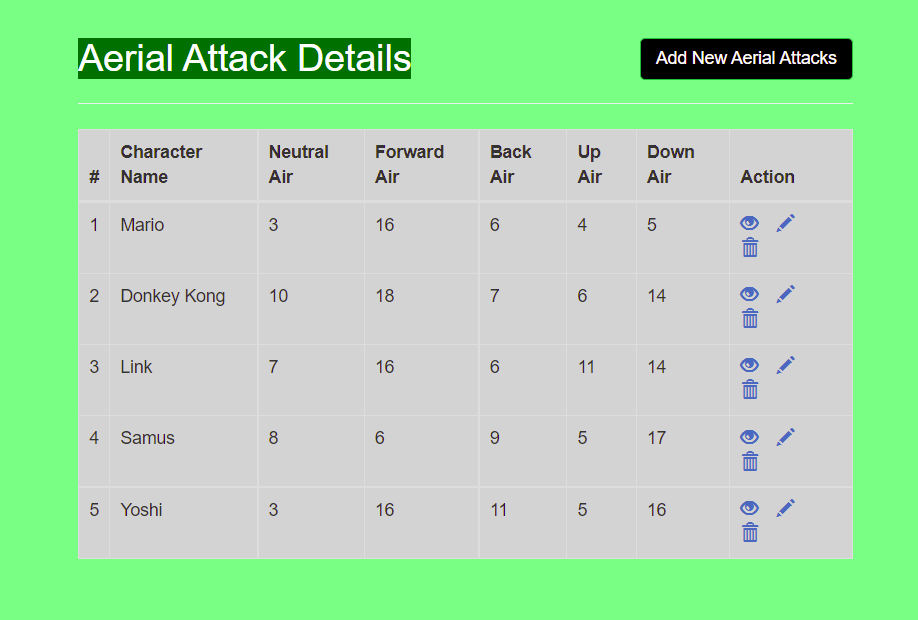 Aerial Attack Details
Add New Aerial Attacks
# Character Name Neutral Air Forward Air Back Air Up Air Down Air Action
1 Mario 3 16 6 4 5
2 Donkey Kong 10 18 7 6 14
3 Link 7 16 6 11 14
4 Samus 8 6 9 5 17
5 Yoshi 3 16 11 5 16